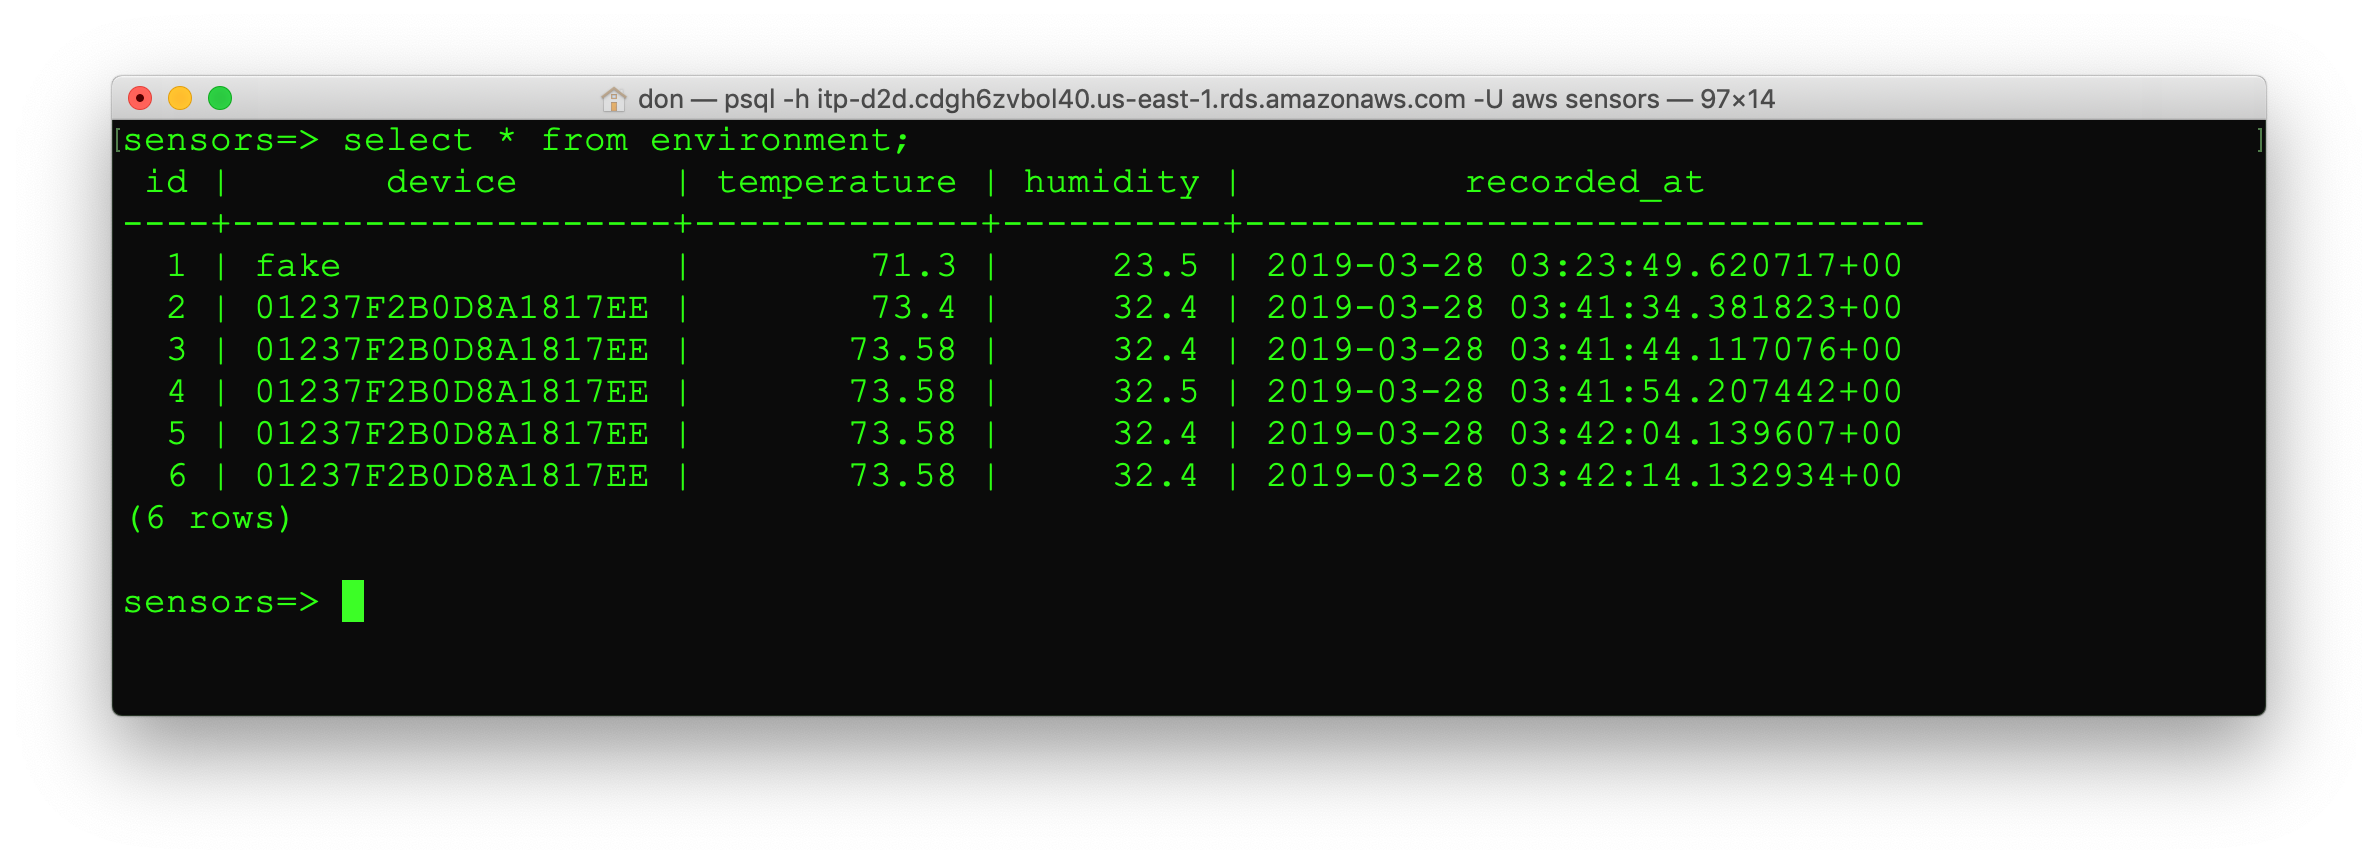 don — psql -h itp-d2d.cdgh6zvbol40.us-east-1.rds.amazonaws.com -U aws sensors — 97×14
[sensors=> select * from environment; ]
 id |       device       | temperature | humidity |          recorded_at
----+--------------------+-------------+----------+-------------------------------
  1 | fake               |        71.3 |     23.5 | 2019-03-28 03:23:49.620717+00
  2 | 01237F2B0D8A1817EE |        73.4 |     32.4 | 2019-03-28 03:41:34.381823+00
  3 | 01237F2B0D8A1817EE |       73.58 |     32.4 | 2019-03-28 03:41:44.117076+00
  4 | 01237F2B0D8A1817EE |       73.58 |     32.5 | 2019-03-28 03:41:54.207442+00
  5 | 01237F2B0D8A1817EE |       73.58 |     32.4 | 2019-03-28 03:42:04.139607+00
  6 | 01237F2B0D8A1817EE |       73.58 |     32.4 | 2019-03-28 03:42:14.132934+00
(6 rows)
sensors=>